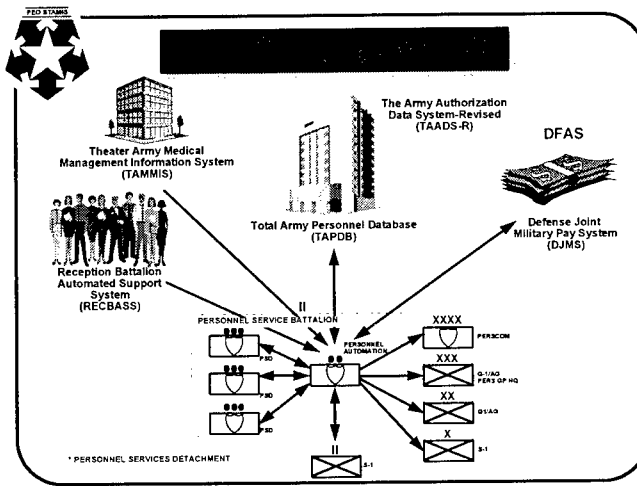 PEO STAMIS
Theater Army Medical
Management Information System
(TAMMIS)
The Army Authorization
Data System-Revised
(TAADS-R)
DFAS
Reception Battalion
Automated Support
System
(RECBASS)
Total Army Personnel Database
(TAPDB)
Defense Joint
Military Pay System
(DJMS)
II
PERSONNEL SERVICE BATTALION
PERSONNEL
AUTOMATION
PSD
PSD
PSD
XXXX
PERSCOM
XXX
G-1/AG
PERS GP HQ
XX
G1/AG
X
S-1
II
S-1
* PERSONNEL SERVICES DETACHMENT